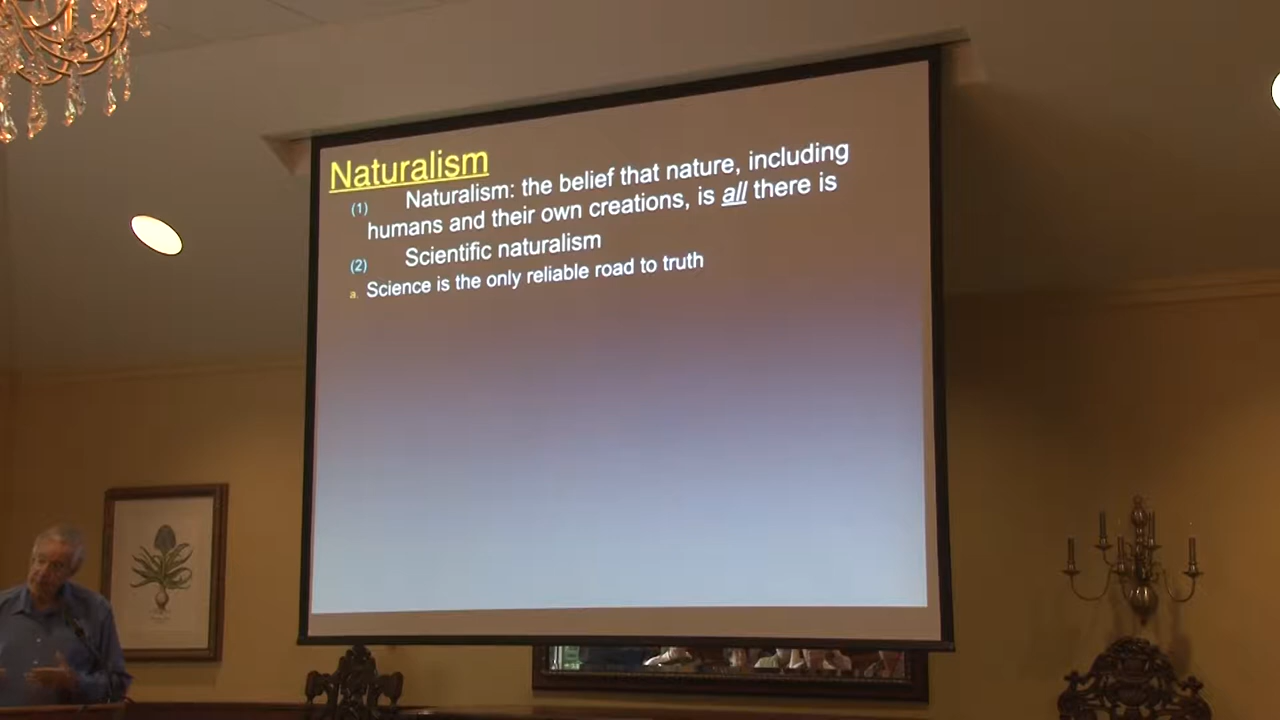 Naturalism
(1) Naturalism: the belief that nature, including
humans and their own creations, is all there is
(2) Scientific naturalism
a. Science is the only reliable road to truth